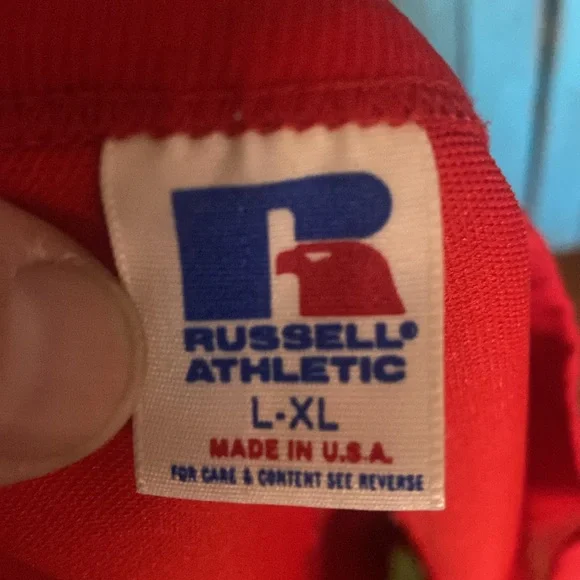 RUSSELL®
ATHLETIC
L-XL
MADE IN U.S.A.
FOR CARE & CONTENT SEE REVERSE